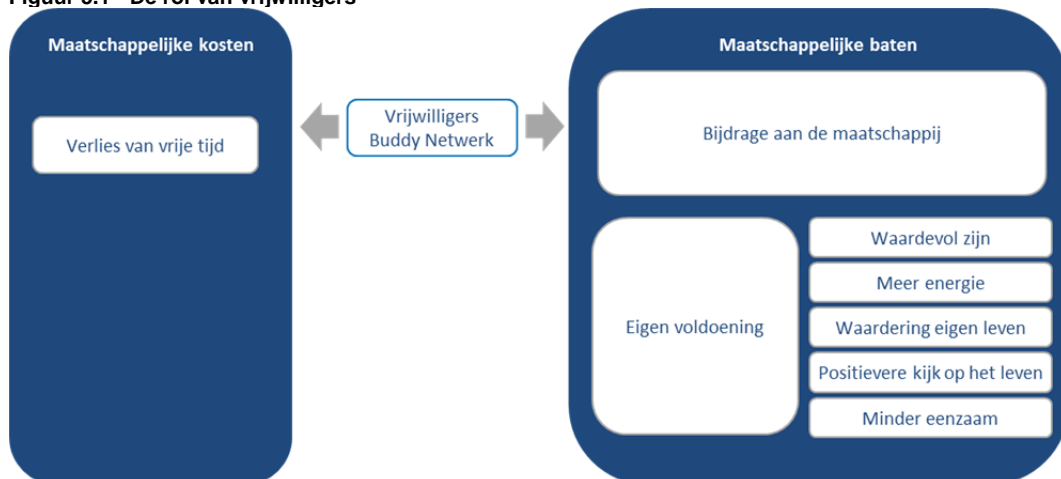 Figuur 3.1 De rol van vrijwilligers
Maatschappelijke kosten
Verlies van vrije tijd
Vrijwilligers
Buddy Netwerk
Maatschappelijke baten
Bijdrage aan de maatschappij
Eigen voldoening
Waardevol zijn
Meer energie
Waardering eigen leven
Positievere kijk op het leven
Minder eenzaam